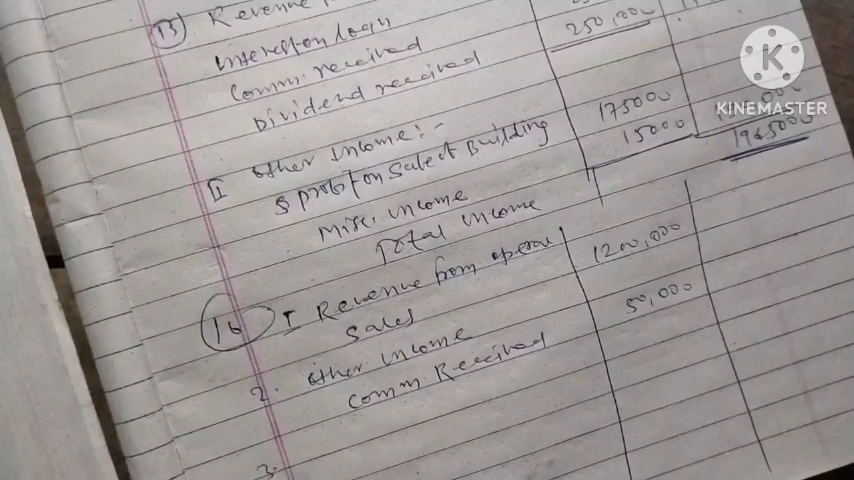 15) Revenue
Interest on loan
Comm. received 250,000
Dividend received
II Other Income:-
& profit on sale of Building 175000
Misc. income 15000
Total income 1965000
16 I Revenue from opera
Sales 1200,000
2. Other income
Comm. Received 50,000
3.
K
KINEMASTER